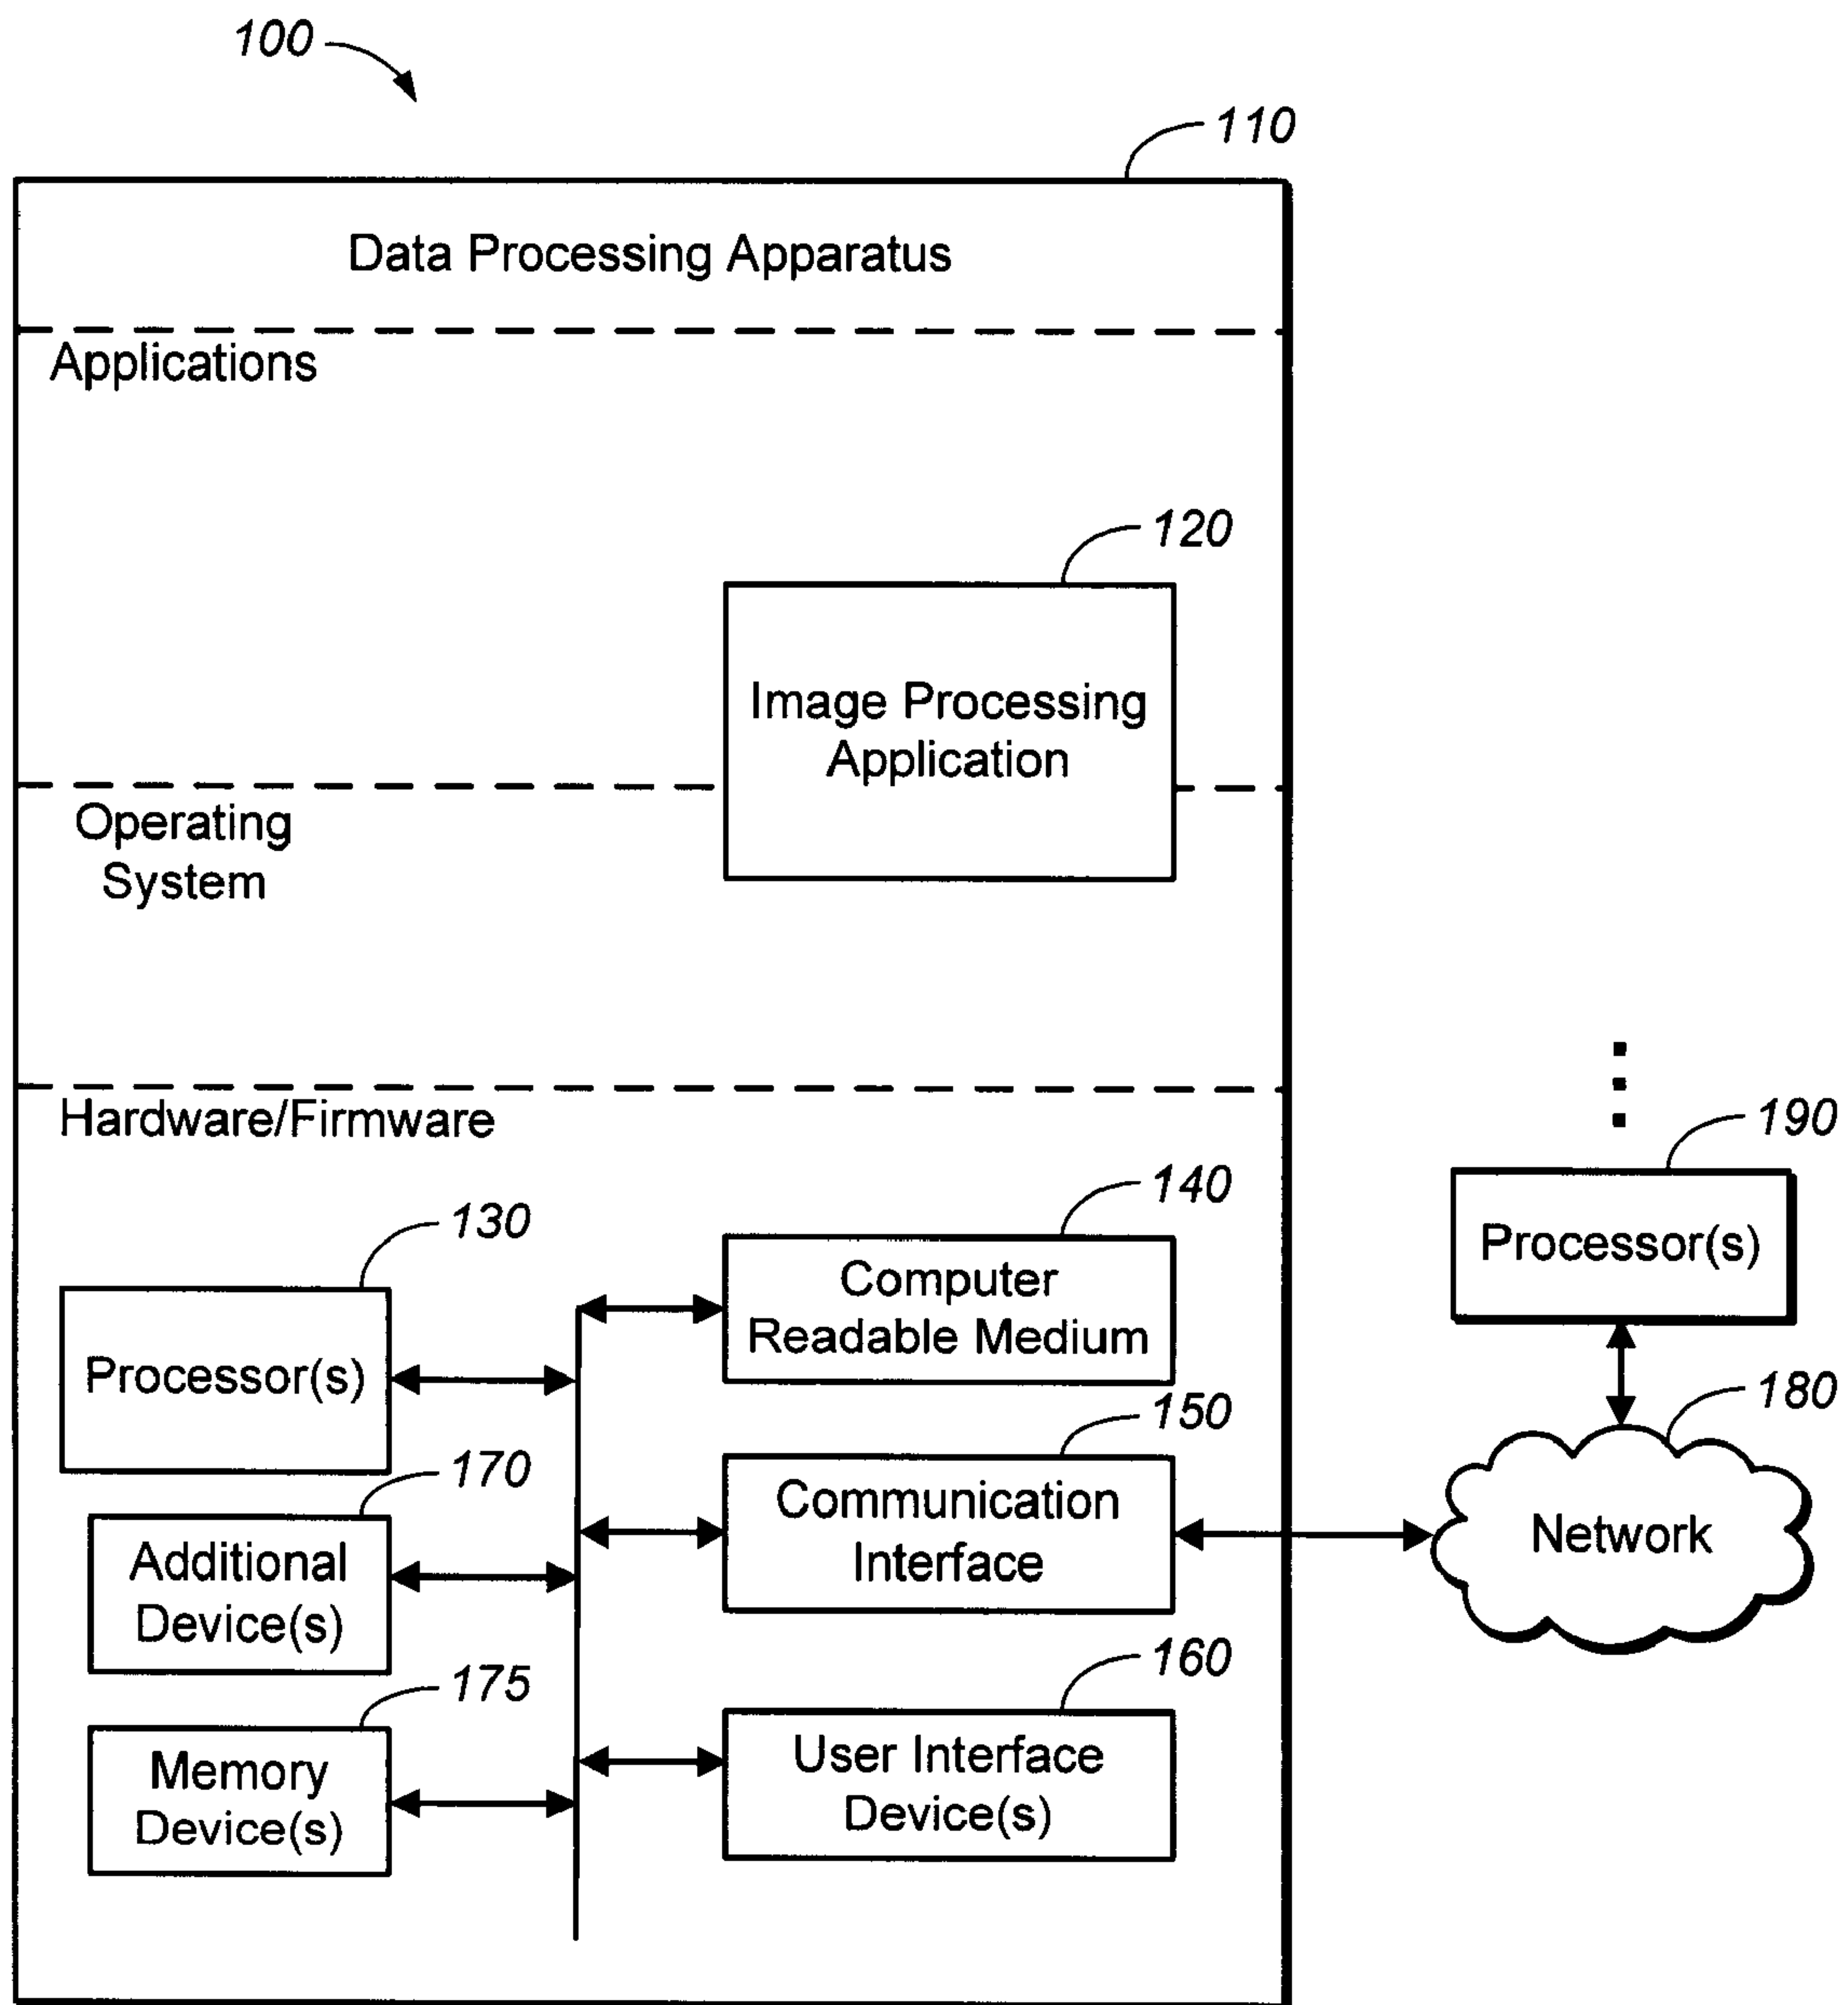 100
110
Data Processing Apparatus
Applications
120
Image Processing
Application
Operating
System
Hardware/Firmware
130
Processor(s)
170
Additional
Device(s)
175
Memory
Device(s)
140
Computer
Readable Medium
150
Communication
Interface
160
User Interface
Device(s)
190
Processor(s)
180
Network